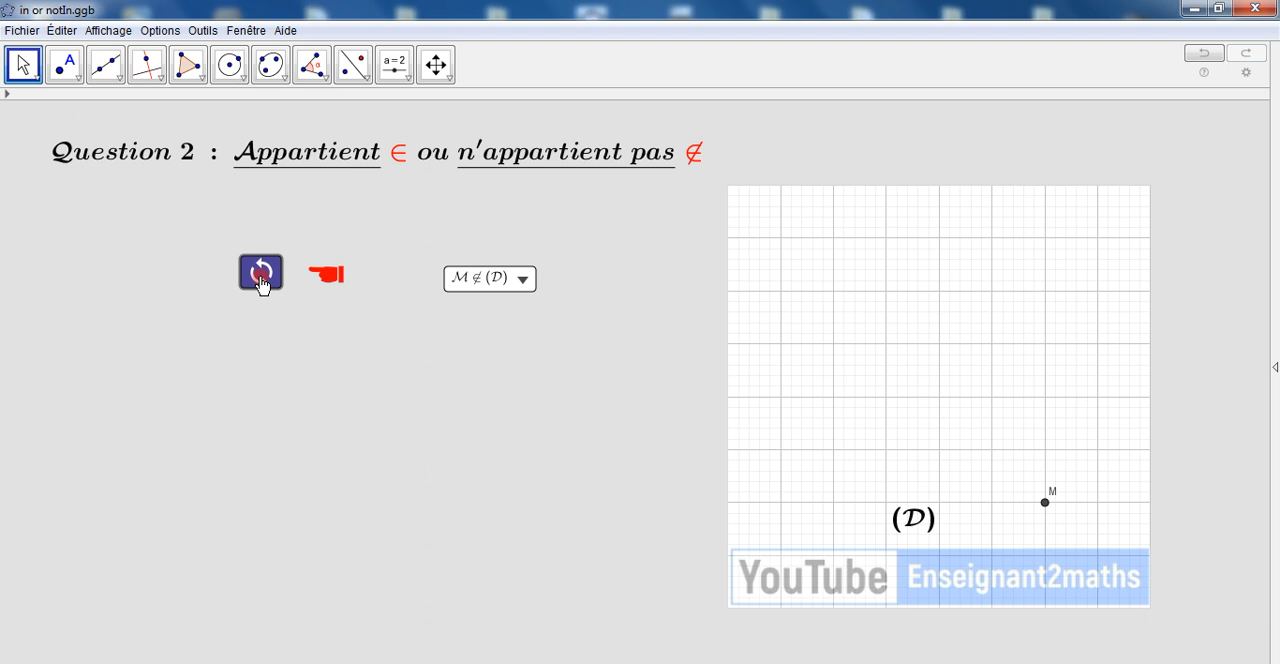 in or notIn.ggb
Fichier Éditer Affichage Options Outils Fenêtre Aide
A
α
a=2
Question 2 : Appartient ∈ ou n'appartient pas ∉
M ∉ (D)
M
(D)
YouTube Enseignant2maths